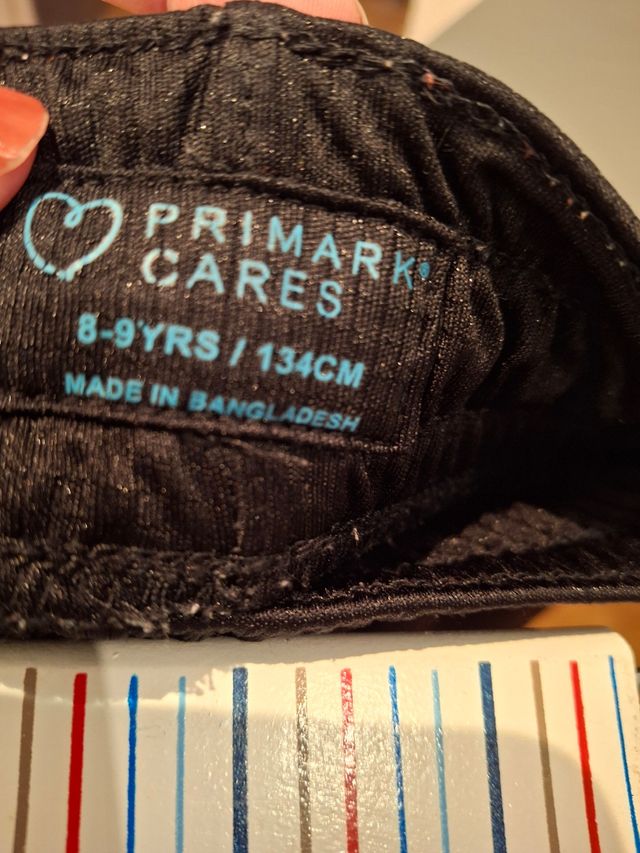 PRIMARK®
CARES
8-9YRS / 134CM
MADE IN BANGLADESH